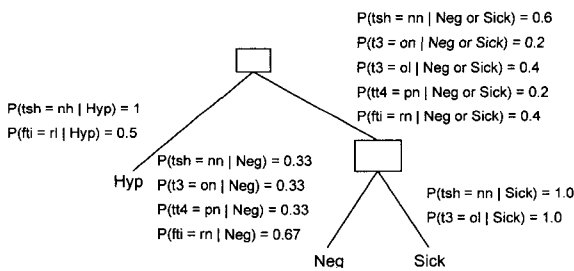 P(tsh = nn | Neg or Sick) = 0.6
P(t3 = on | Neg or Sick) = 0.2
P(t3 = ol | Neg or Sick) = 0.4
P(tt4 = pn | Neg or Sick) = 0.2
P(fti = rn | Neg or Sick) = 0.4
P(tsh = nh | Hyp) = 1
P(fti = rl | Hyp) = 0.5
Hyp
P(tsh = nn | Neg) = 0.33
P(t3 = on | Neg) = 0.33
P(tt4 = pn | Neg) = 0.33
P(fti = rn | Neg) = 0.67
P(tsh = nn | Sick) = 1.0
P(t3 = ol | Sick) = 1.0
Neg
Sick